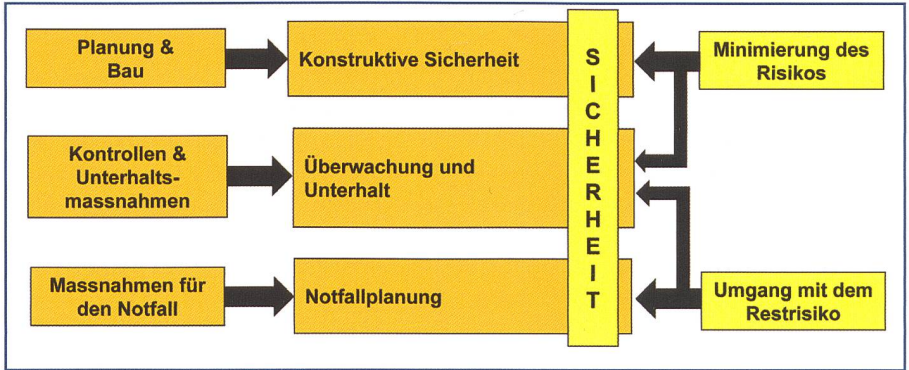 Planung &
Bau
Konstruktive Sicherheit
Minimierung des
Risikos
Kontrollen &
Unterhalts-
massnahmen
Überwachung und
Unterhalt
SICHERHEIT
Massnahmen für
den Notfall
Notfallplanung
Umgang mit dem
Restrisiko